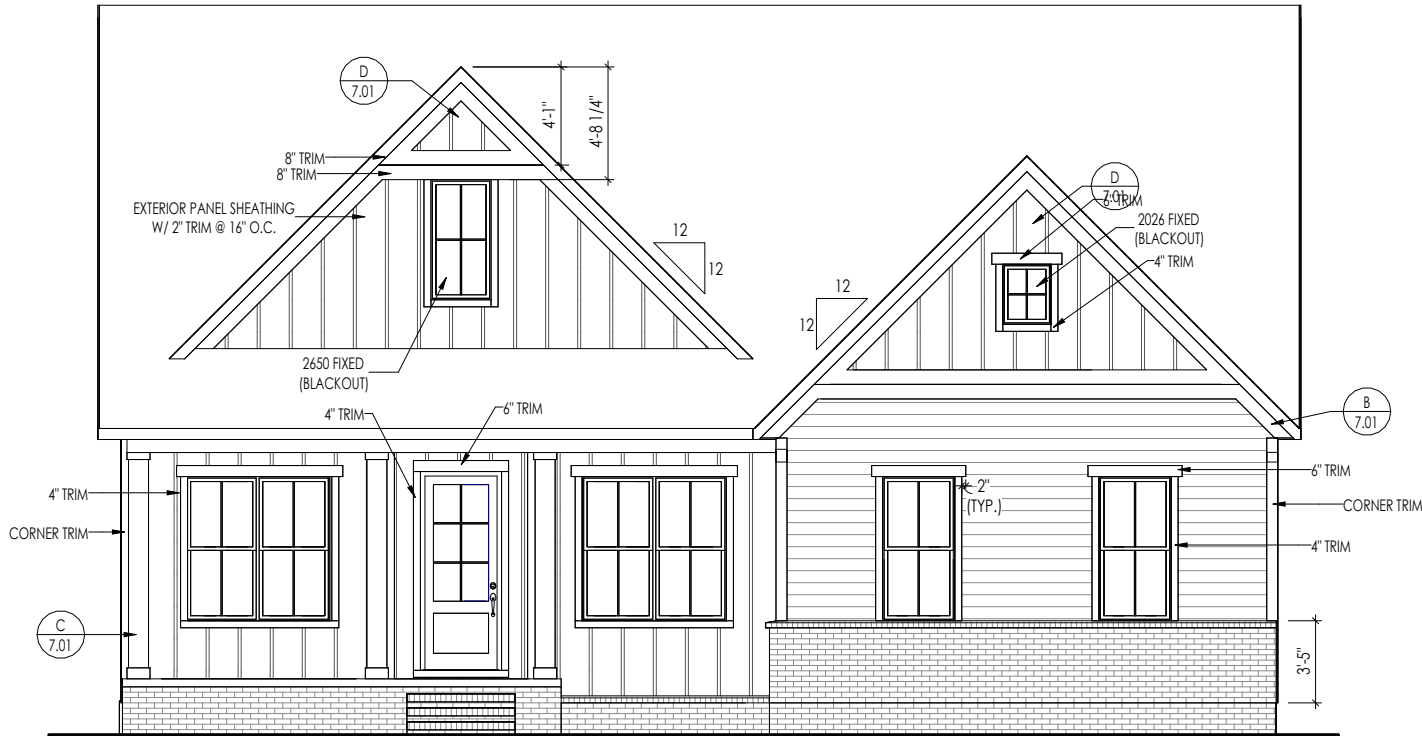 D
7.01
4'-1"
4'-8 1/4"
8" TRIM
8" TRIM
EXTERIOR PANEL SHEATHING
W/ 2" TRIM @ 16" O.C.
12
12
2650 FIXED
(BLACKOUT)
D
7.01
6" TRIM
2026 FIXED
(BLACKOUT)
4" TRIM
12
12
B
7.01
4" TRIM
6" TRIM
4" TRIM
CORNER TRIM
C
7.01
2"
(TYP.)
6" TRIM
CORNER TRIM
4" TRIM
3'-5"